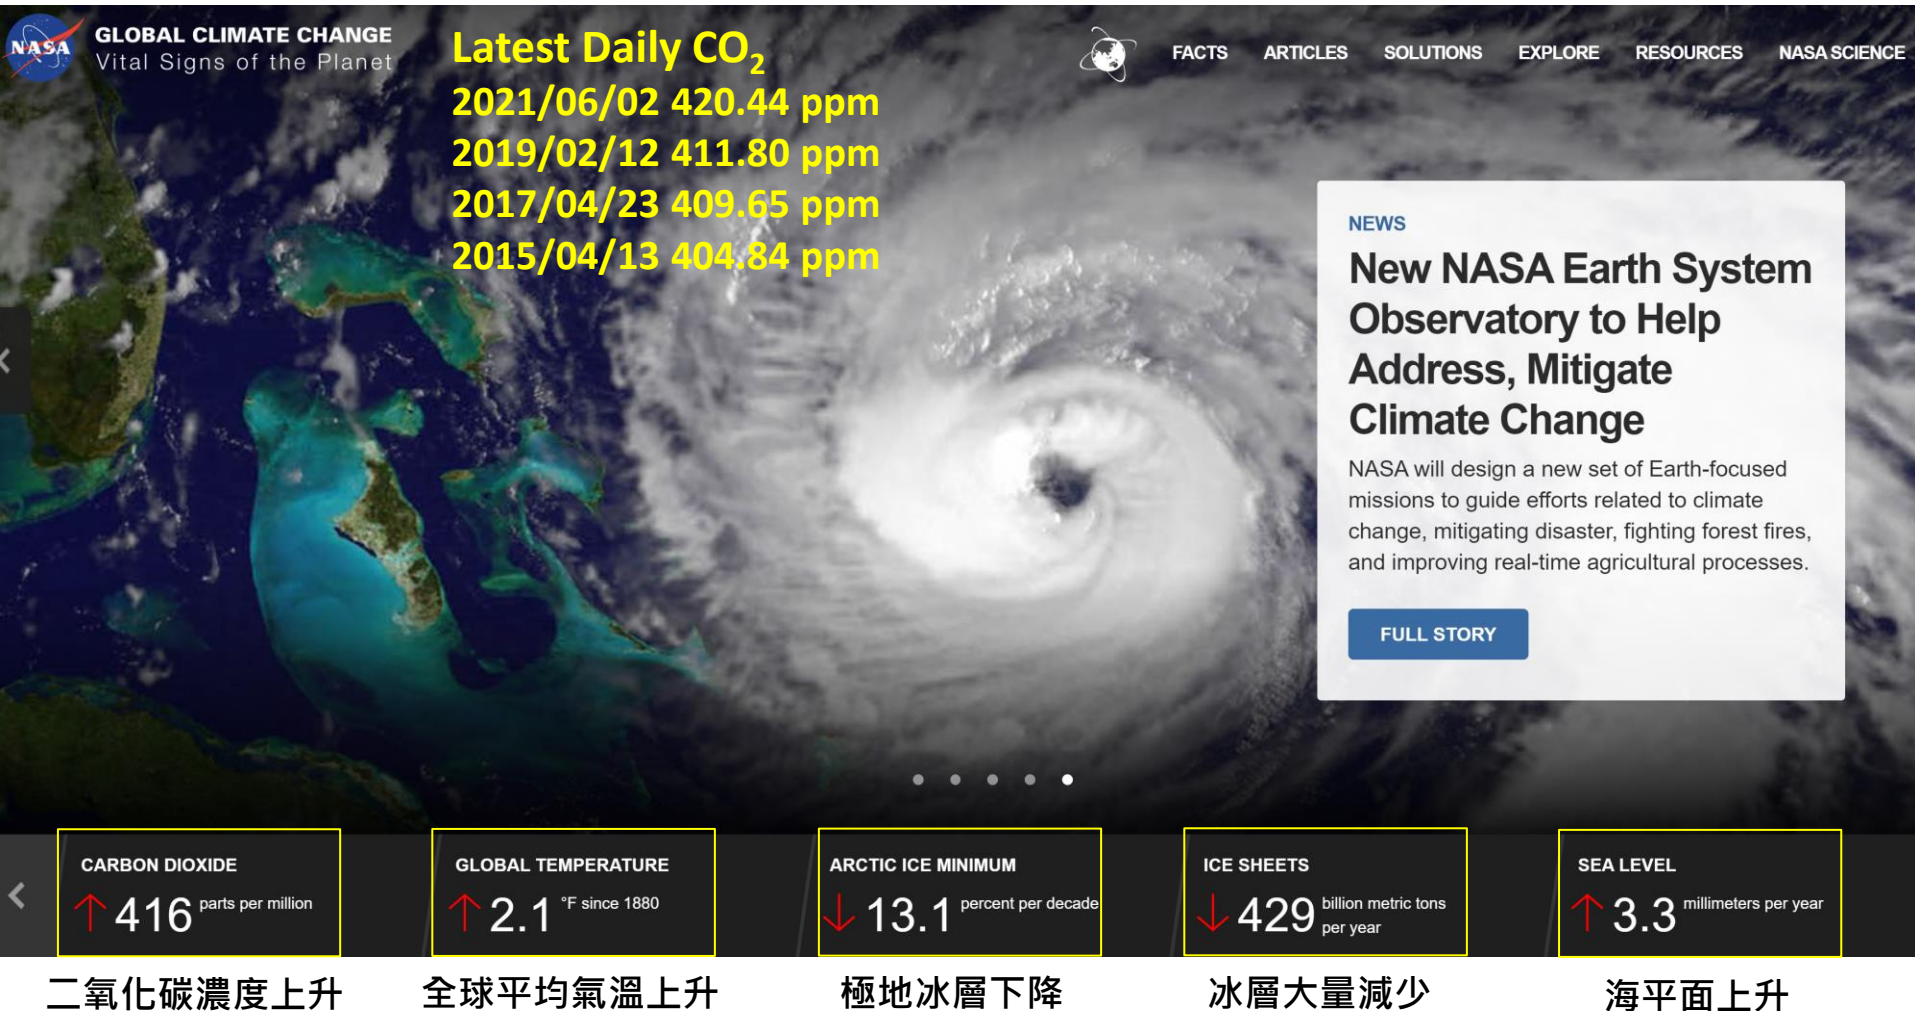 NASA
GLOBAL CLIMATE CHANGE
Vital Signs of the Planet
Latest Daily CO₂
2021/06/02 420.44 ppm
2019/02/12 411.80 ppm
2017/04/23 409.65 ppm
2015/04/13 404.84 ppm
FACTS ARTICLES SOLUTIONS EXPLORE RESOURCES NASA SCIENCE
NEWS
New NASA Earth System
Observatory to Help
Address, Mitigate
Climate Change
NASA will design a new set of Earth-focused
missions to guide efforts related to climate
change, mitigating disaster, fighting forest fires,
and improving real-time agricultural processes.
FULL STORY
CARBON DIOXIDE
↑ 416 parts per million
GLOBAL TEMPERATURE
↑ 2.1 °F since 1880
ARCTIC ICE MINIMUM
↓ 13.1 percent per decade
ICE SHEETS
↓ 429 billion metric tons
per year
SEA LEVEL
↑ 3.3 millimeters per year
二氧化碳濃度上升
全球平均氣溫上升
極地冰層下降
冰層大量減少
海平面上升